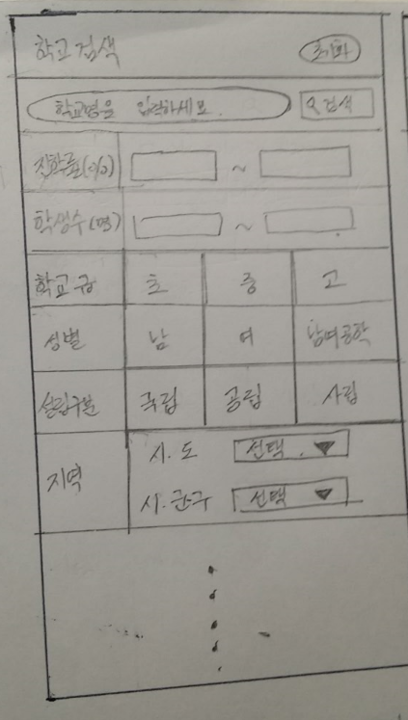 학교검색 초기화
학교명을 입력하세요. 검색
진학률(%) ~
학생수(명) ~
학교급 초 중 고
성별 남 여 남여공학
설립구분 국립 공립 사립
지역 시·도 선택 ▼
시·군·구 선택 ▼